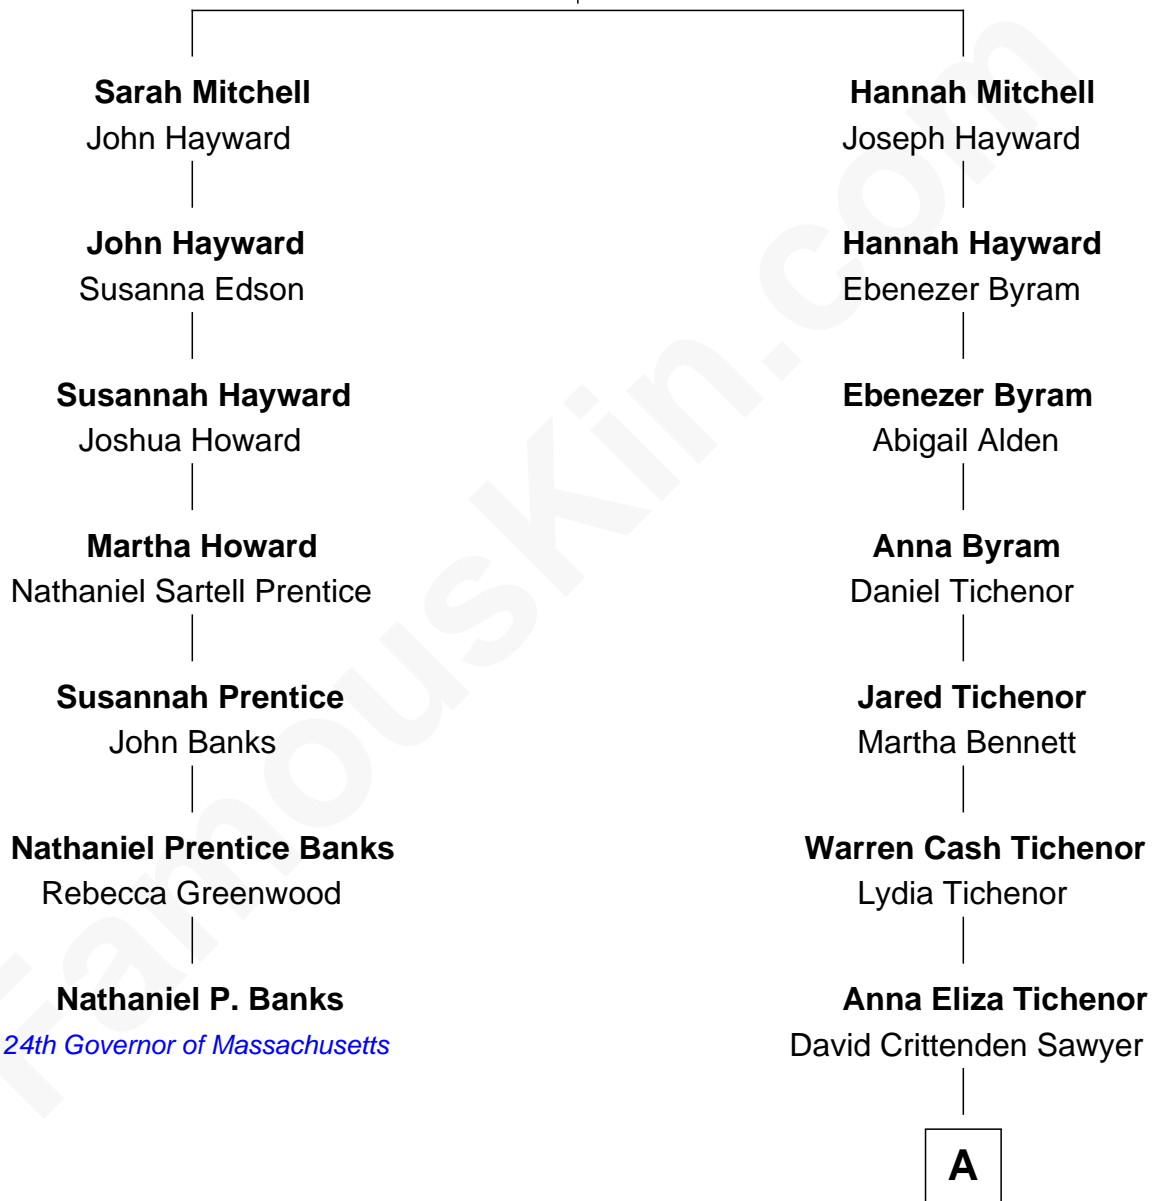 Sarah Mitchell
John Hayward
Hannah Mitchell
Joseph Hayward
John Hayward
Susanna Edson
Hannah Hayward
Ebenezer Byram
Susannah Hayward
Joshua Howard
Ebenezer Byram
Abigail Alden
Martha Howard
Nathaniel Sartell Prentice
Anna Byram
Daniel Tichenor
Susannah Prentice
John Banks
Jared Tichenor
Martha Bennett
Nathaniel Prentice Banks
Rebecca Greenwood
Warren Cash Tichenor
Lydia Tichenor
Nathaniel P. Banks
24th Governor of Massachusetts
Anna Eliza Tichenor
David Crittenden Sawyer
A
FamousKin.com